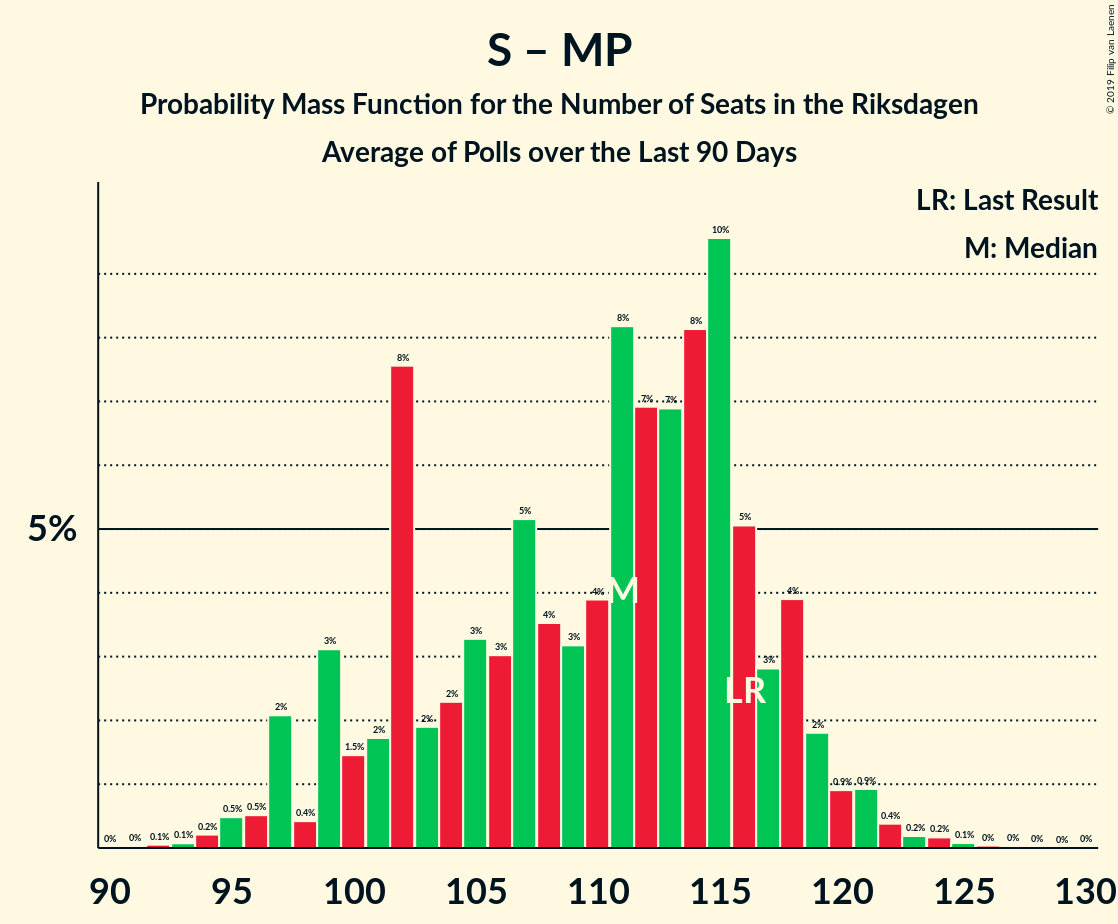 S – MP
Probability Mass Function for the Number of Seats in the Riksdagen
Average of Polls over the Last 90 Days
© 2019 Filip van Laenen
LR: Last Result
M: Median
5%
0% 0% 0.1% 0.1% 0.2% 0.5% 0.5% 2% 0.4% 3% 1.5% 2% 8% 2% 2% 3% 3% 5% 4% 3% 4% 8% 7% 7% 8% 10% 5% 3% 4% 2% 0.9% 0.9% 0.4% 0.2% 0.2% 0.1% 0% 0% 0% 0% 0%
M
LR
90 95 100 105 110 115 120 125 130